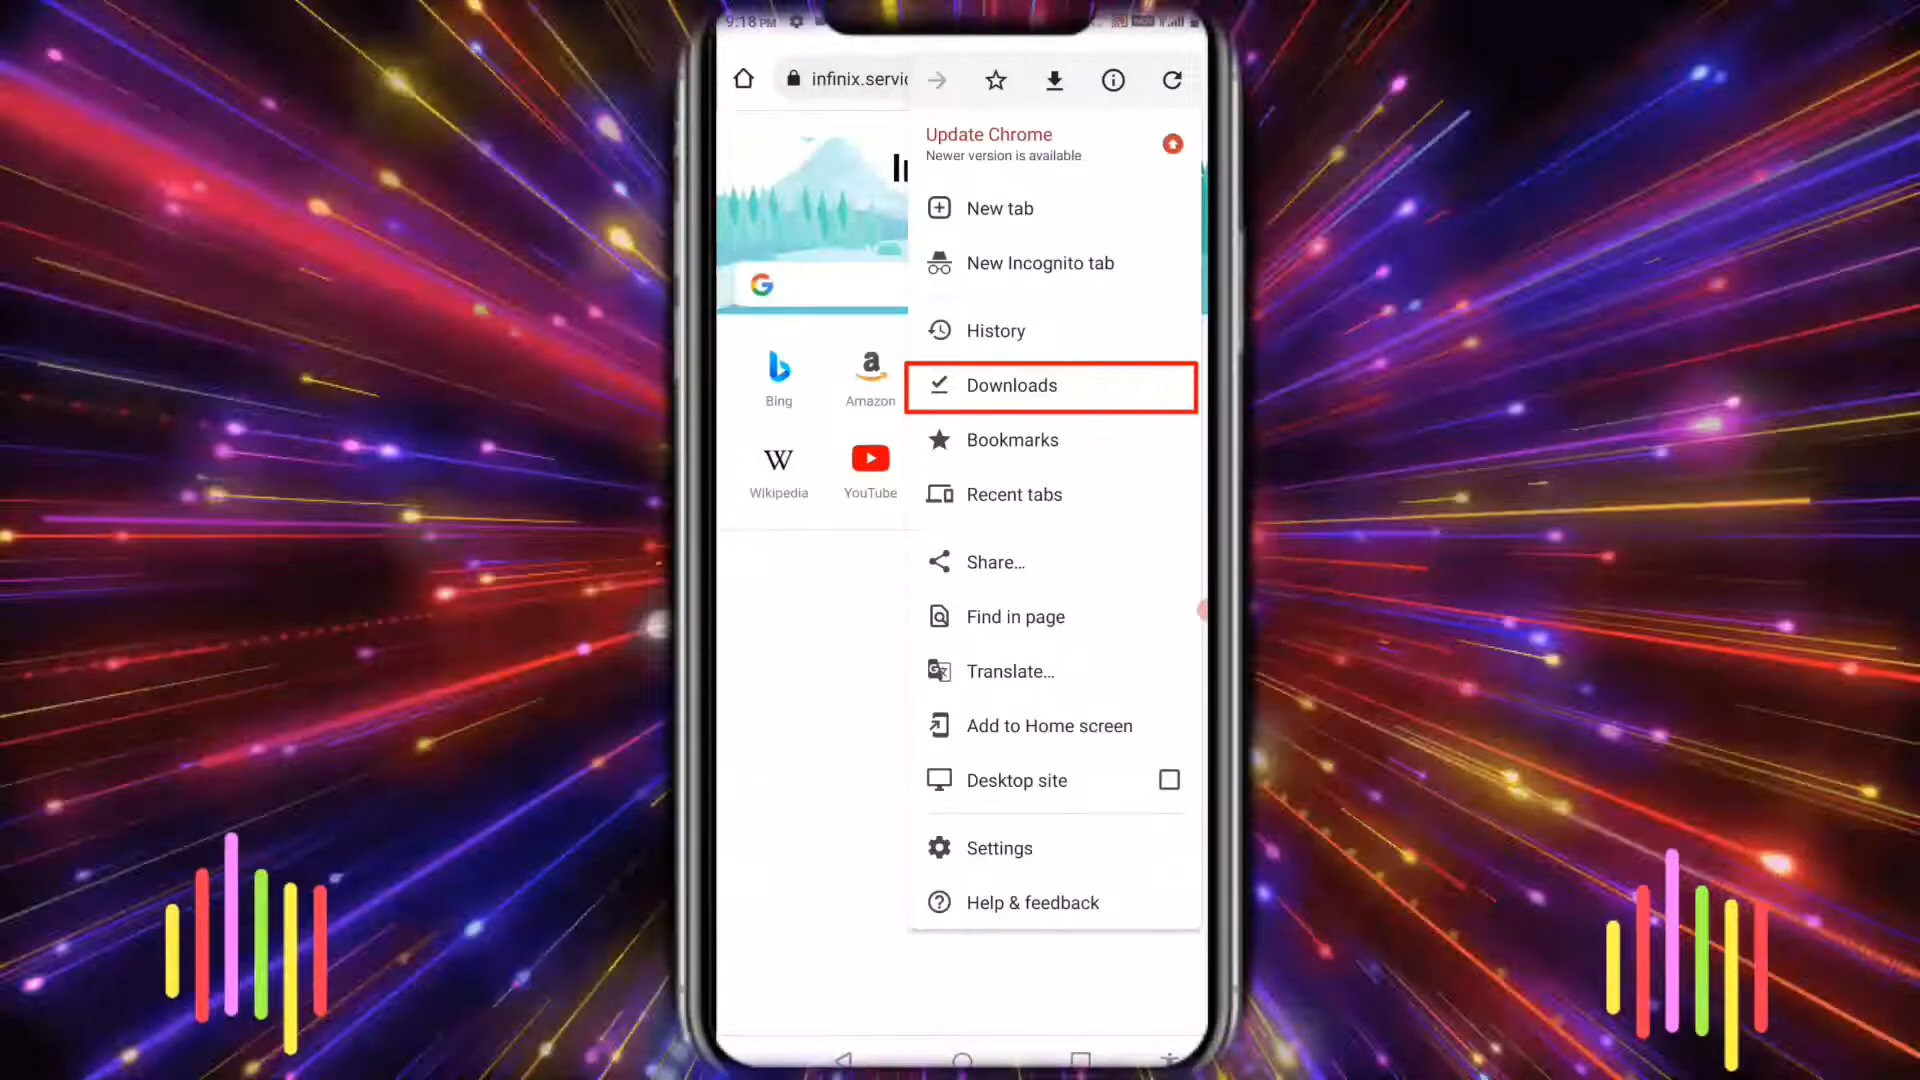 9:18 PM
infinix.servic
In
Update Chrome
Newer version is available
New tab
New Incognito tab
History
Downloads
Bookmarks
Recent tabs
Share...
Find in page
Translate...
Add to Home screen
Desktop site
Settings
Help & feedback
Bing
Amazon
W
Wikipedia
YouTube